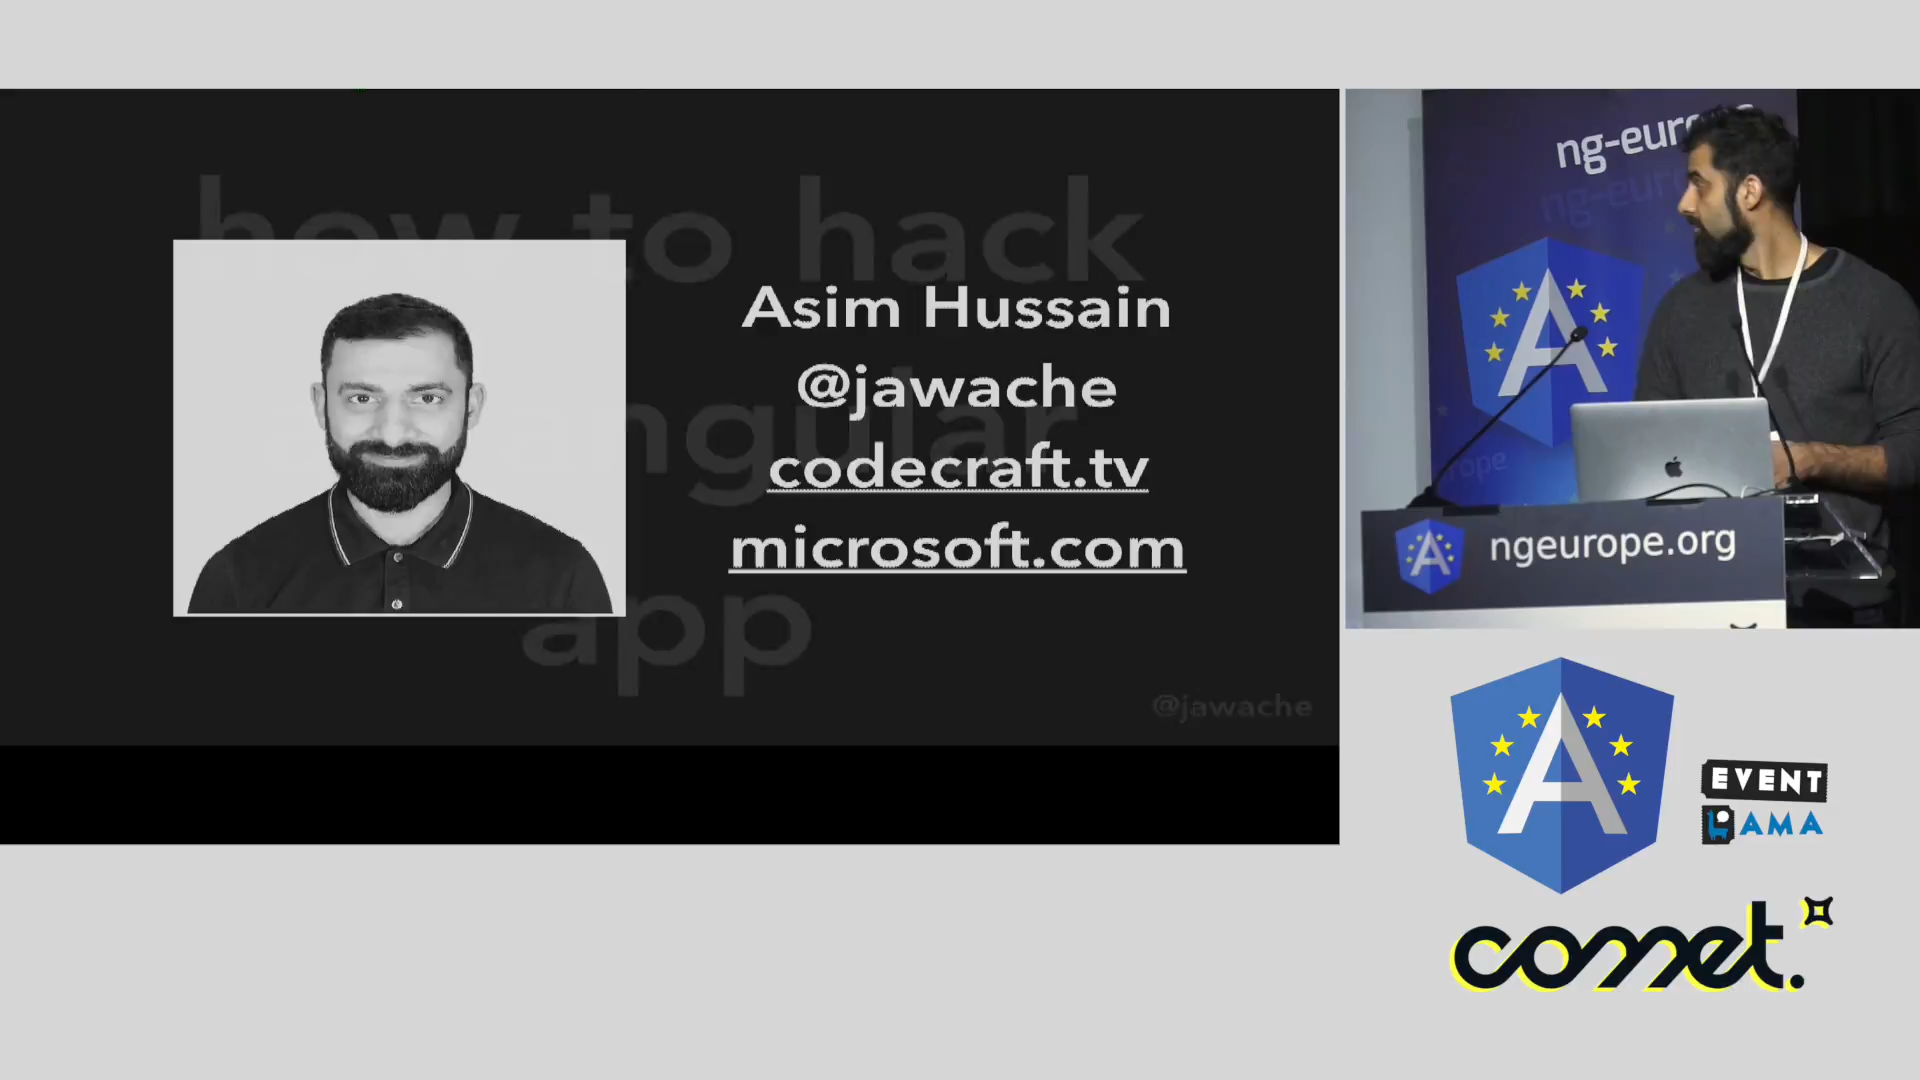 how to hack
angular
app
Asim Hussain
@jawache
codecraft.tv
microsoft.com
@jawache
ng-europe
ngeurope.org
EVENT
LAMA
comet.